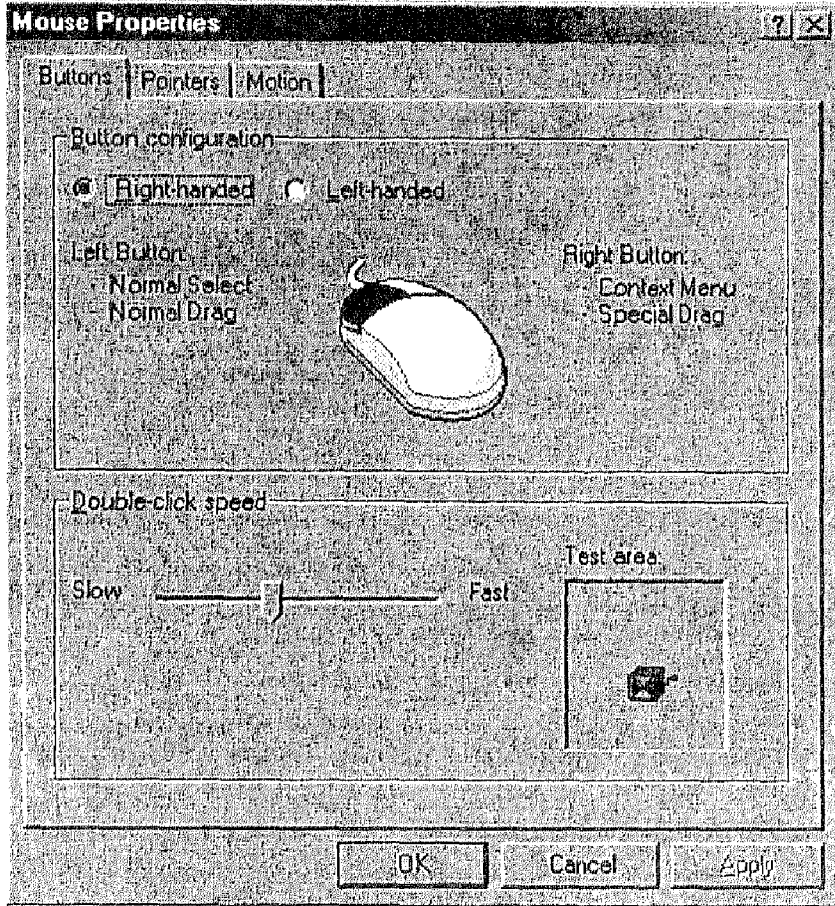 Mouse Properties
? ×
Buttons Pointers Motion
Button configuration
Right-handed Left-handed
Left Button:
Normal Select
Normal Drag
Right Button:
Context Menu
Special Drag
Double-click speed
Slow Fast
Test area:
OK Cancel Apply